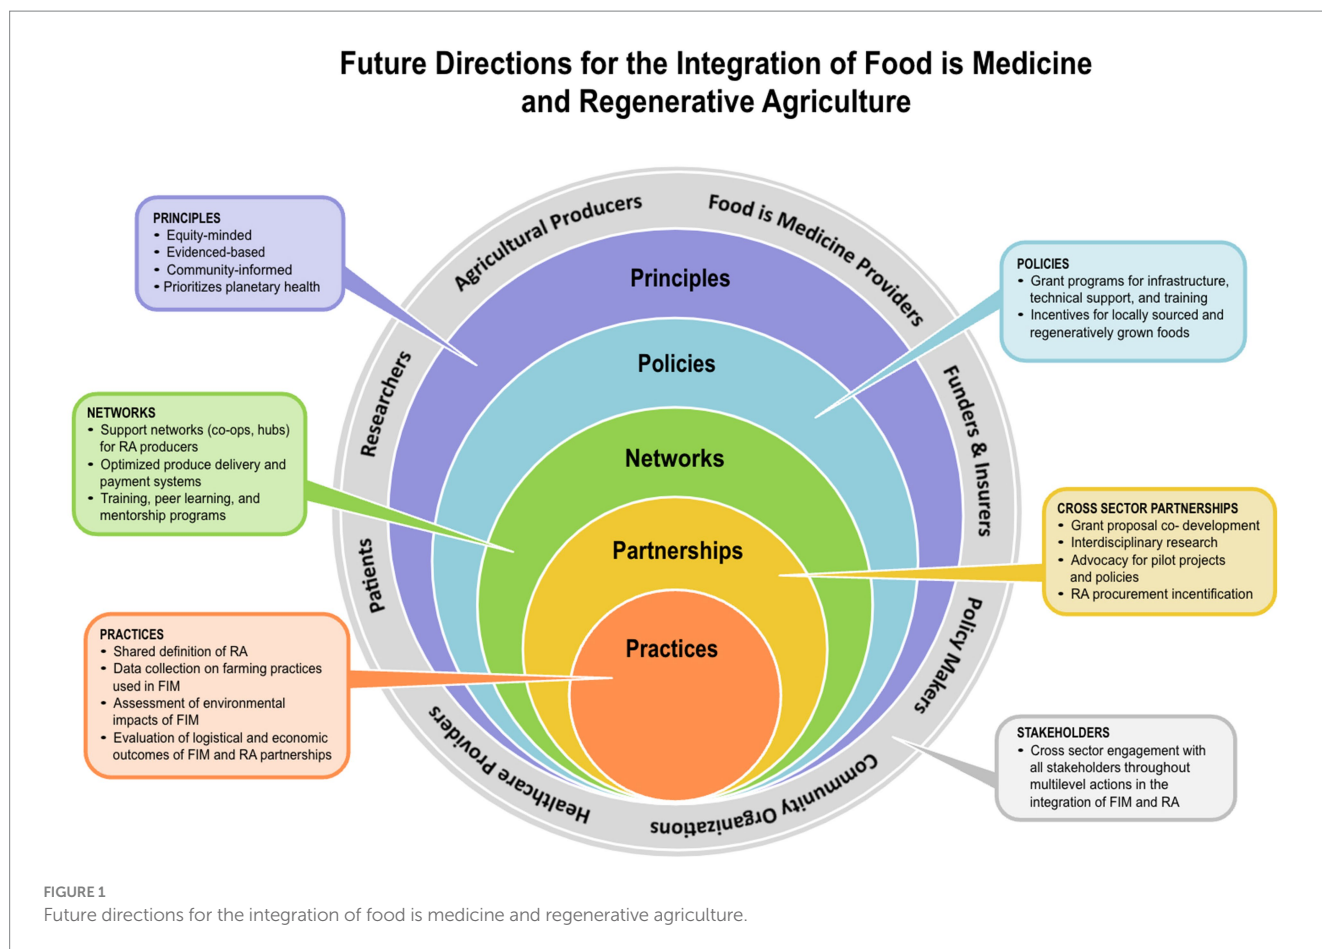 Future Directions for the Integration of Food is Medicine
and Regenerative Agriculture
Agricultural Producers
Food is Medicine Providers
Researchers
Funders & Insurers
Patients
Policy Makers
Healthcare Providers
Community Organizations
Principles
Policies
Networks
Partnerships
Practices
PRINCIPLES
• Equity-minded
• Evidenced-based
• Community-informed
• Prioritizes planetary health
POLICIES
• Grant programs for infrastructure,
technical support, and training
• Incentives for locally sourced and
regeneratively grown foods
NETWORKS
• Support networks (co-ops, hubs)
for RA producers
• Optimized produce delivery and
payment systems
• Training, peer learning, and
mentorship programs
CROSS SECTOR PARTNERSHIPS
• Grant proposal co- development
• Interdisciplinary research
• Advocacy for pilot projects
and policies
• RA procurement incentification
PRACTICES
• Shared definition of RA
• Data collection on farming practices
used in FIM
• Assessment of environmental
impacts of FIM
• Evaluation of logistical and economic
outcomes of FIM and RA partnerships
STAKEHOLDERS
• Cross sector engagement with
all stakeholders throughout
multilevel actions in the
integration of FIM and RA
FIGURE 1
Future directions for the integration of food is medicine and regenerative agriculture.